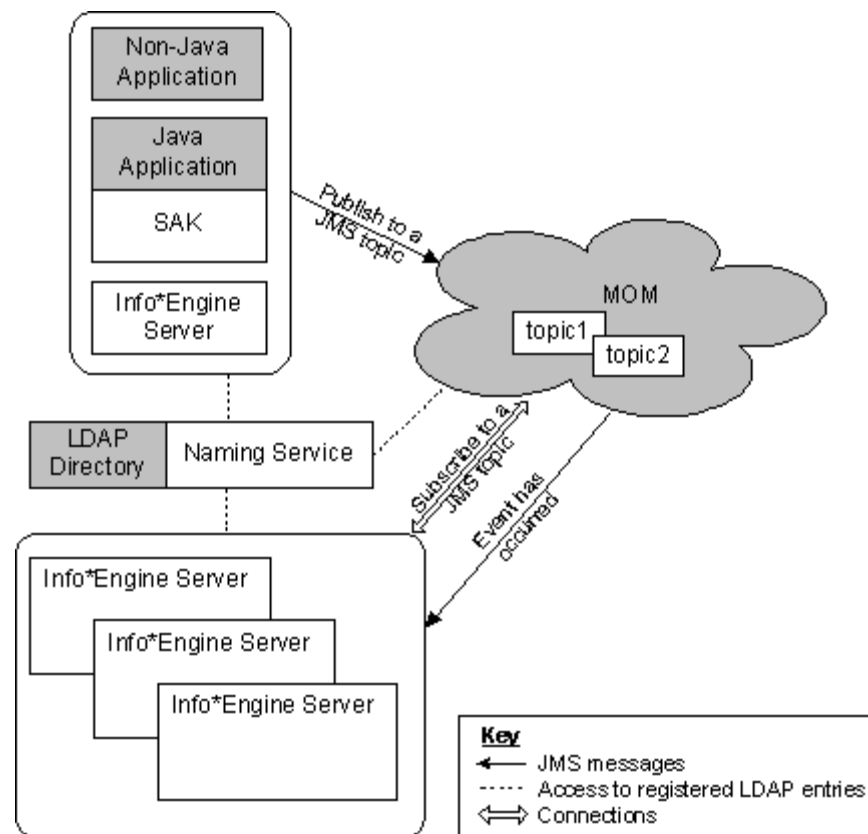 Non-Java
Application
Java
Application
SAK
Info*Engine
Server
Publish to a
JMS topic
MOM
topic1
topic2
LDAP
Directory
Naming Service
Subscribe to a
JMS topic
Event has
occurred
Info*Engine Server
Info*Engine Server
Info*Engine Server
Key
JMS messages
Access to registered LDAP entries
Connections